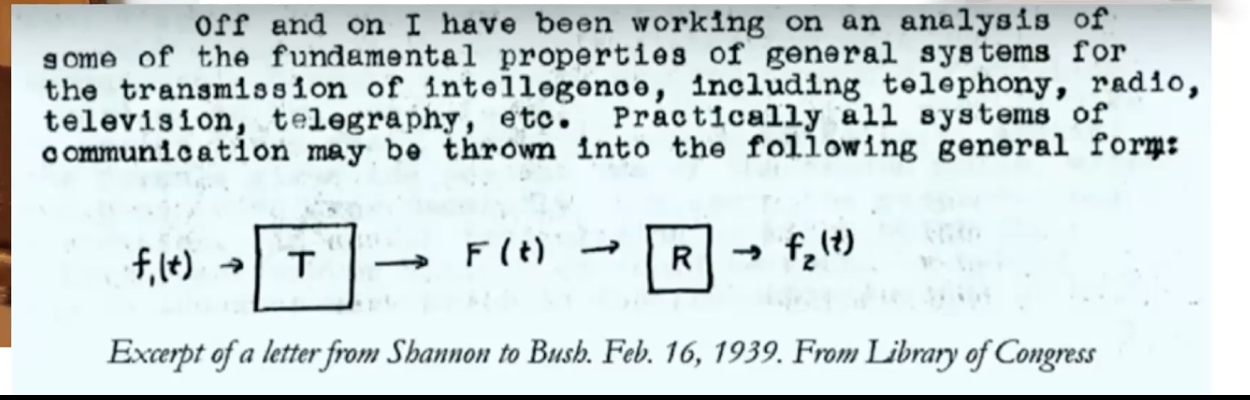 Off and on I have been working on an analysis of
some of the fundamental properties of general systems for
the transmission of intellegence, including telephony, radio,
television, telegraphy, etc. Practically all systems of
communication may be thrown into the following general form:
f₁(t) → T → F(t) → R → f₂(t)
Excerpt of a letter from Shannon to Bush. Feb. 16, 1939. From Library of Congress